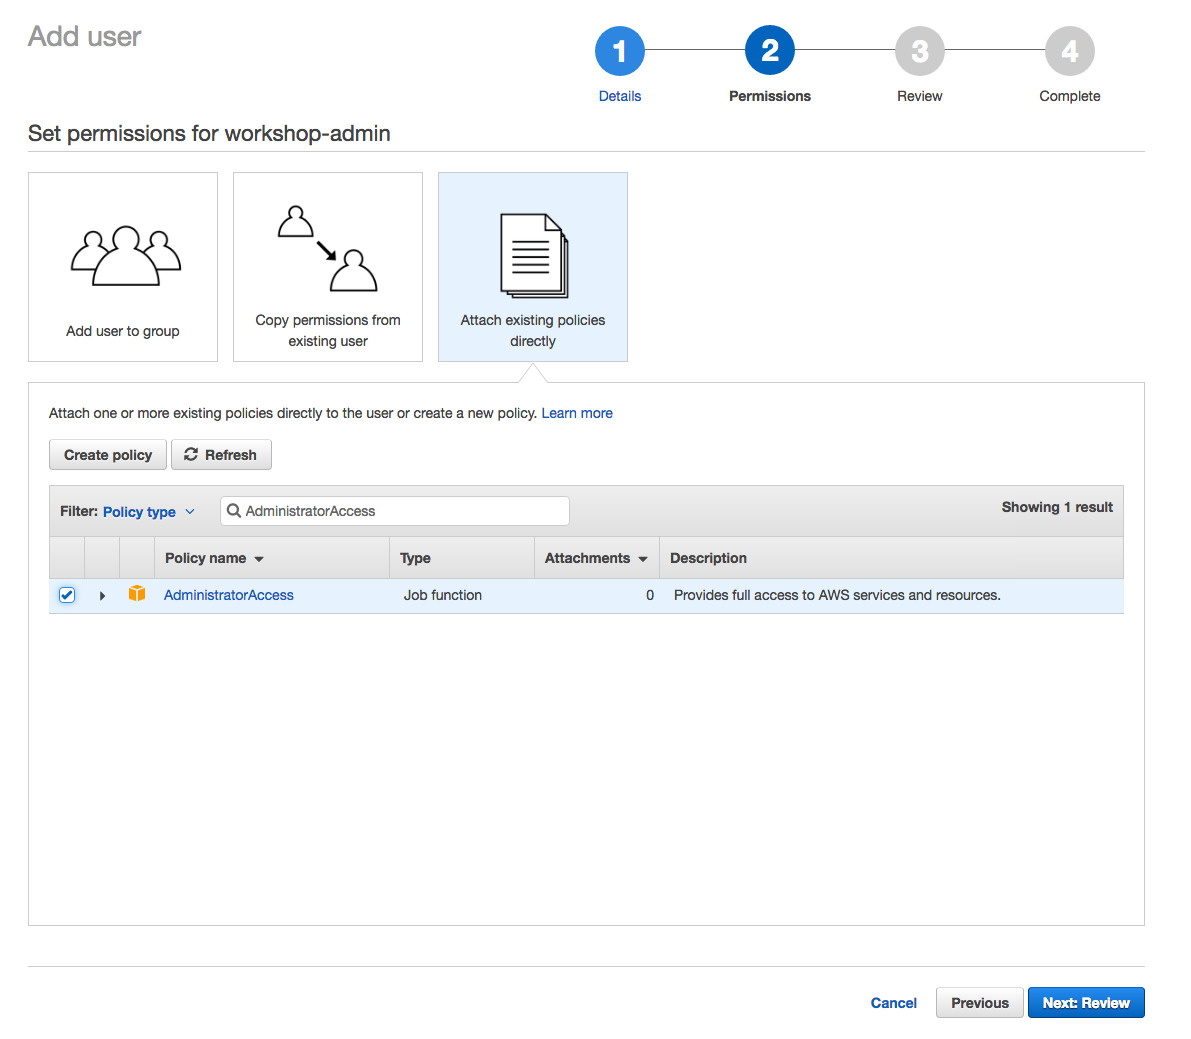 Add user
1 2 3 4
Details Permissions Review Complete
Set permissions for workshop-admin
Add user to group
Copy permissions from
existing user
Attach existing policies
directly
Attach one or more existing policies directly to the user or create a new policy. Learn more
Create policy Refresh
Filter: Policy type AdministratorAccess Showing 1 result
Policy name Type Attachments Description
AdministratorAccess Job function 0 Provides full access to AWS services and resources.
Cancel Previous Next: Review